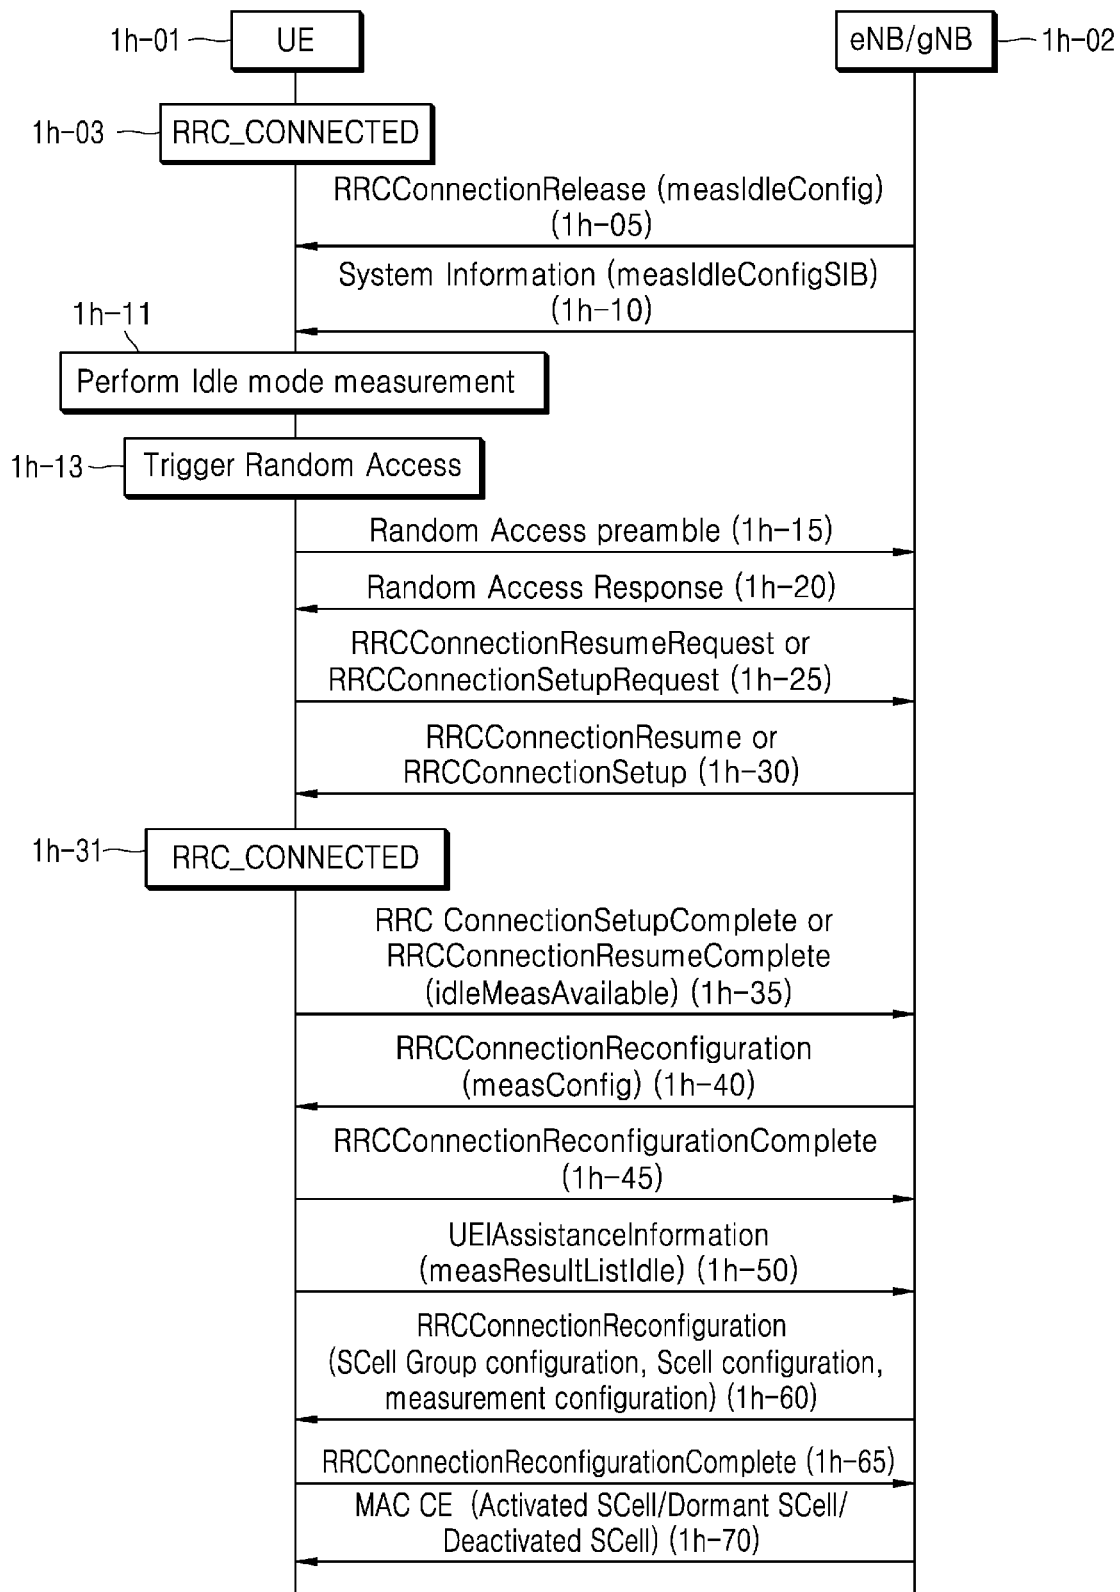 1h-01
UE
eNB/gNB
1h-02
1h-03
RRC_CONNECTED
RRCConnectionRelease (measIdleConfig)
(1h-05)
System Information (measIdleConfigSIB)
(1h-10)
1h-11
Perform Idle mode measurement
1h-13
Trigger Random Access
Random Access preamble (1h-15)
Random Access Response (1h-20)
RRCConnectionResumeRequest or
RRCConnectionSetupRequest (1h-25)
RRCConnectionResume or
RRCConnectionSetup (1h-30)
1h-31
RRC_CONNECTED
RRC ConnectionSetupComplete or
RRCConnectionResumeComplete
(idleMeasAvailable) (1h-35)
RRCConnectionReconfiguration
(measConfig) (1h-40)
RRCConnectionReconfigurationComplete
(1h-45)
UEIAssistanceInformation
(measResultListIdle) (1h-50)
RRCConnectionReconfiguration
(SCell Group configuration, Scell configuration,
measurement configuration) (1h-60)
RRCConnectionReconfigurationComplete (1h-65)
MAC CE (Activated SCell/Dormant SCell/
Deactivated SCell) (1h-70)